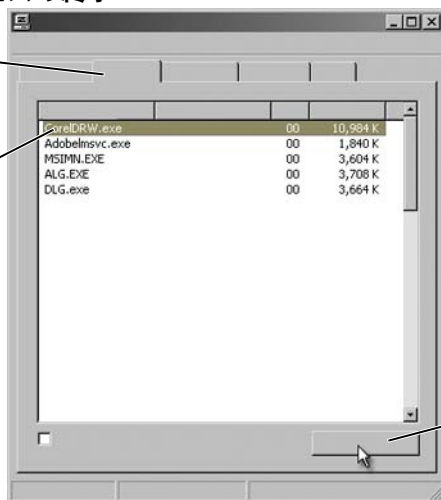 CorelDRW.exe 00 10,984 K
AdobeImsvc.exe 00 1,840 K
MSIMN.EXE 00 3,604 K
ALG.EXE 00 3,708 K
DLG.exe 00 3,664 K